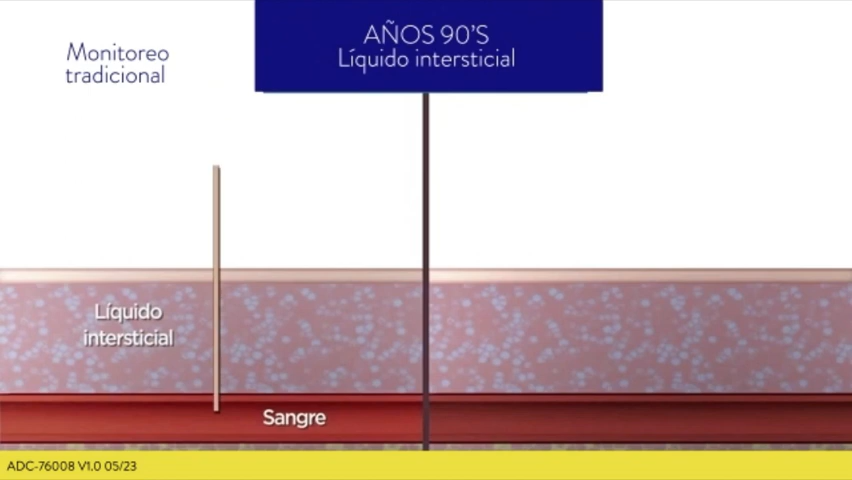 Monitoreo
tradicional
AÑOS 90'S
Líquido intersticial
Líquido
intersticial
Sangre
ADC-76008 V1.0 05/23